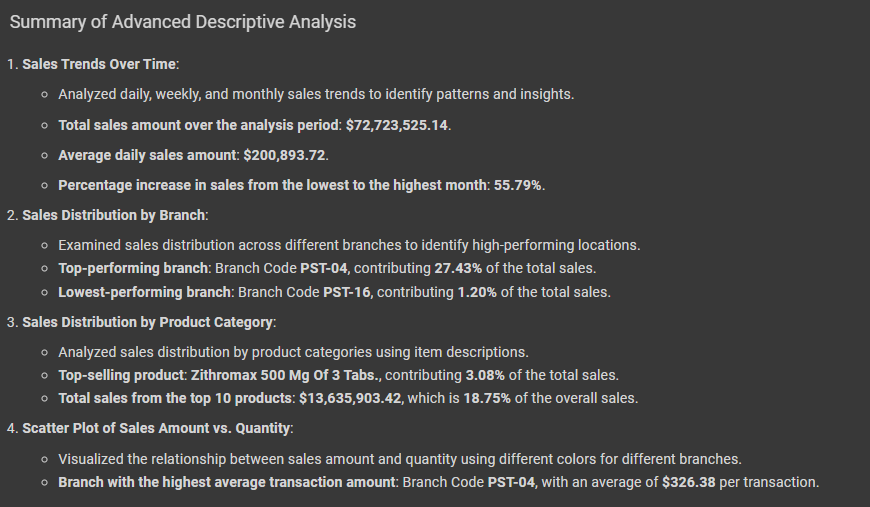 Summary of Advanced Descriptive Analysis
1. Sales Trends Over Time:
○ Analyzed daily, weekly, and monthly sales trends to identify patterns and insights.
○ Total sales amount over the analysis period: $72,723,525.14.
○ Average daily sales amount: $200,893.72.
○ Percentage increase in sales from the lowest to the highest month: 55.79%.
2. Sales Distribution by Branch:
○ Examined sales distribution across different branches to identify high-performing locations.
○ Top-performing branch: Branch Code PST-04, contributing 27.43% of the total sales.
○ Lowest-performing branch: Branch Code PST-16, contributing 1.20% of the total sales.
3. Sales Distribution by Product Category:
○ Analyzed sales distribution by product categories using item descriptions.
○ Top-selling product: Zithromax 500 Mg Of 3 Tabs., contributing 3.08% of the total sales.
○ Total sales from the top 10 products: $13,635,903.42, which is 18.75% of the overall sales.
4. Scatter Plot of Sales Amount vs. Quantity:
○ Visualized the relationship between sales amount and quantity using different colors for different branches.
○ Branch with the highest average transaction amount: Branch Code PST-04, with an average of $326.38 per transaction.